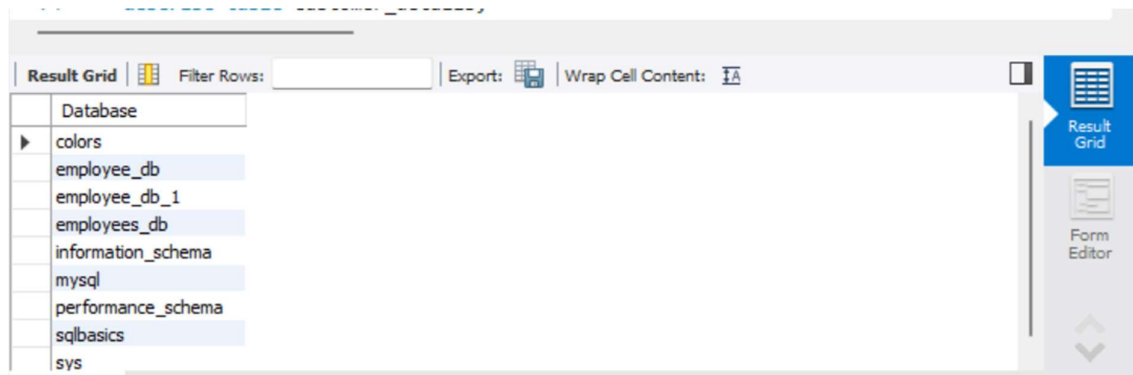 Result Grid Filter Rows: Export: Wrap Cell Content:
Database
colors
employee_db
employee_db_1
employees_db
information_schema
mysql
performance_schema
sqlbasics
sys
Result
Grid
Form
Editor